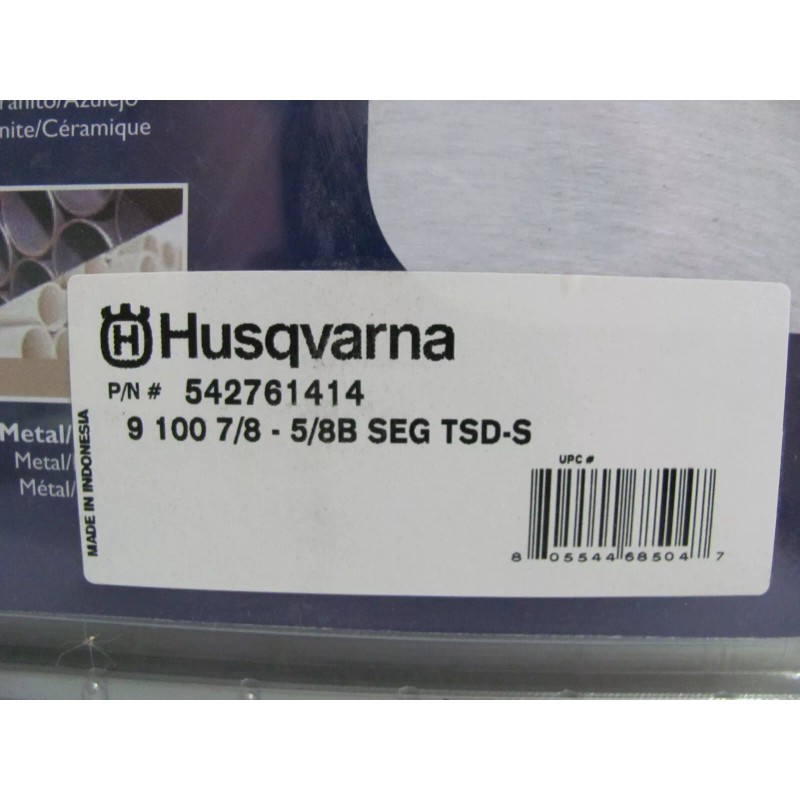 nite/Céramique
Husqvarna
P/N # 542761414
9 100 7/8 - 5/8B SEG TSD-S
MADE IN INDONESIA
Metal/
Metal/
Métal/
UPC #
8 05544 68504 7